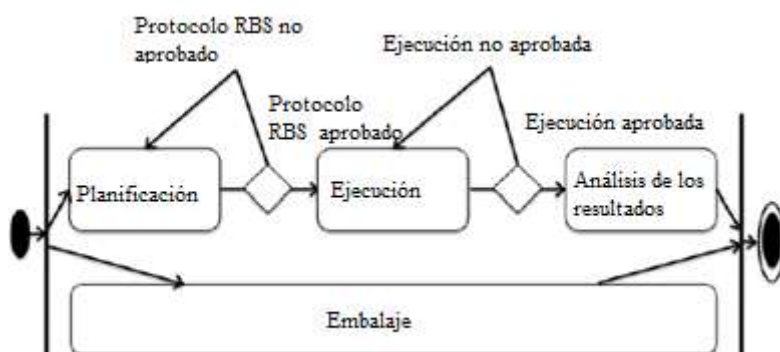 Protocolo RBS no
aprobado
Ejecución no aprobada
Protocolo
RBS aprobado
Ejecución aprobada
Planificación
Ejecución
Análisis de los
resultados
Embalaje